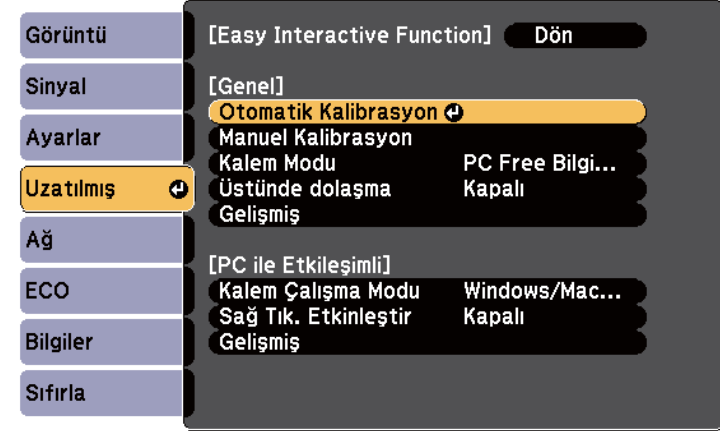 Görüntü
Sinyal
Ayarlar
Uzatılmış
Ağ
ECO
Bilgiler
Sıfırla
[Easy Interactive Function] Dön
[Genel]
Otomatik Kalibrasyon
Manuel Kalibrasyon
Kalem Modu PC Free Bilgi...
Üstünde dolaşma Kapalı
Gelişmiş
[PC ile Etkileşimli]
Kalem Çalışma Modu Windows/Mac...
Sağ Tık. Etkinleştir Kapalı
Gelişmiş